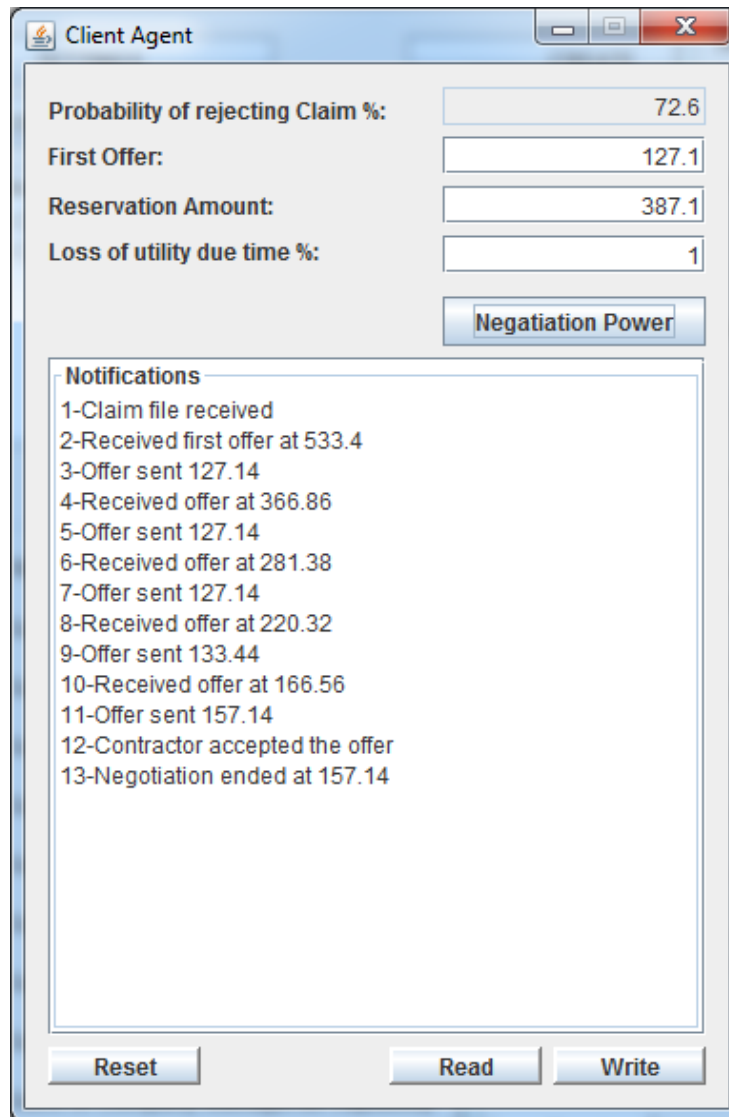 Client Agent
Probability of rejecting Claim %: 72.6
First Offer: 127.1
Reservation Amount: 387.1
Loss of utility due time %: 1
Negatiation Power
Notifications
1-Claim file received
2-Received first offer at 533.4
3-Offer sent 127.14
4-Received offer at 366.86
5-Offer sent 127.14
6-Received offer at 281.38
7-Offer sent 127.14
8-Received offer at 220.32
9-Offer sent 133.44
10-Received offer at 166.56
11-Offer sent 157.14
12-Contractor accepted the offer
13-Negotiation ended at 157.14
Reset Read Write